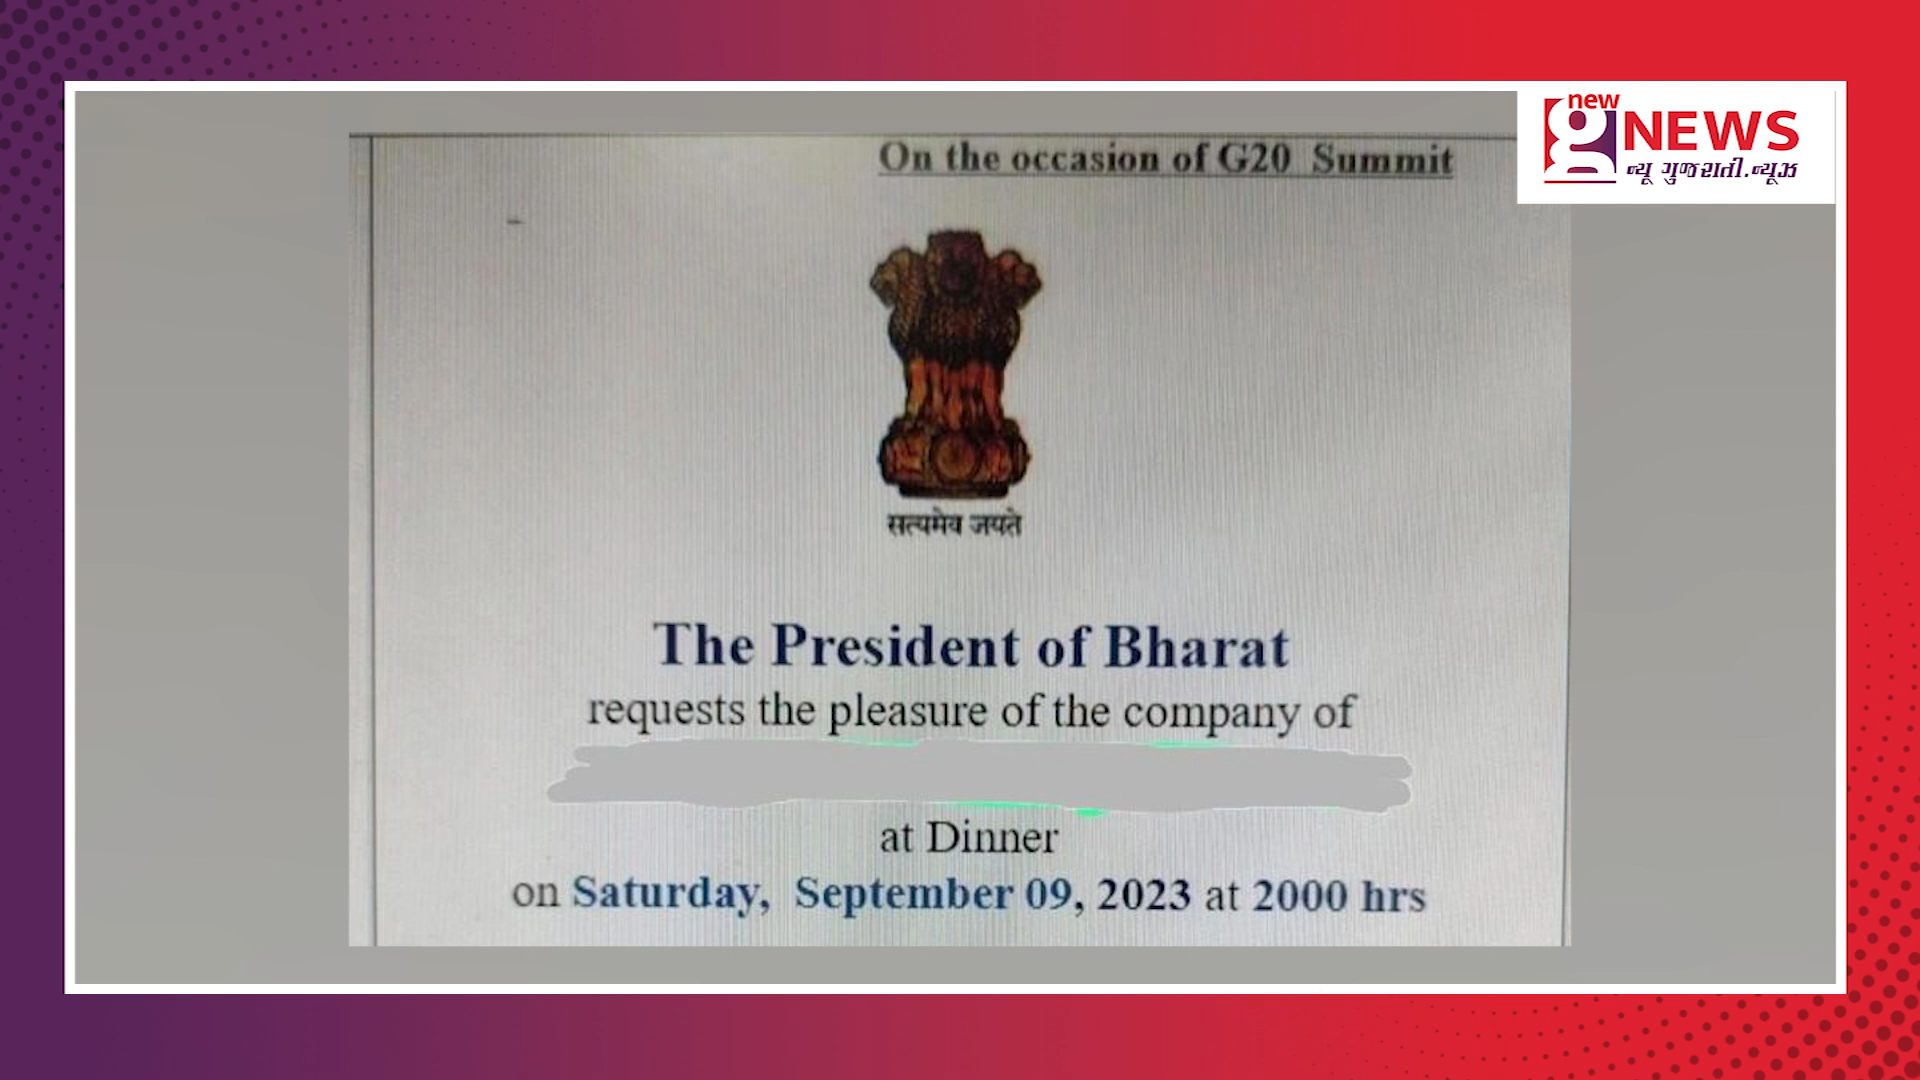 On the occasion of G20 Summit
new
g NEWS
ન્યૂ ગુજરાતી.ન્યૂઝ
सत्यमेव जयते
The President of Bharat
requests the pleasure of the company of
at Dinner
on Saturday, September 09, 2023 at 2000 hrs